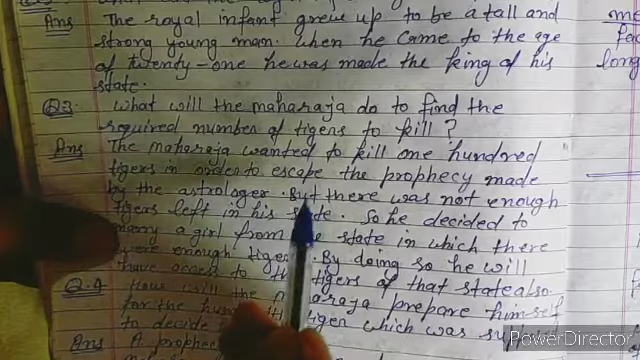 Ans The royal infant grew up to be a tall and
strong young man. When he came to the age
of twenty-one he was made the king of his
state.
Q3. What will the maharaja do to find the
required number of tigers to kill?
Ans The maharaja wanted to kill one hundred
tigers in order to escape the prophecy made
by the astrologer. But there was not enough
tigers left in his state. So he decided to
marry a girl from the state in which there
were enough tigers. By doing so he will
have access to the tigers of that state also.
Q.4 How will the maharaja prepare himself
for the
to decide which was
Ans A
long
PowerDirector